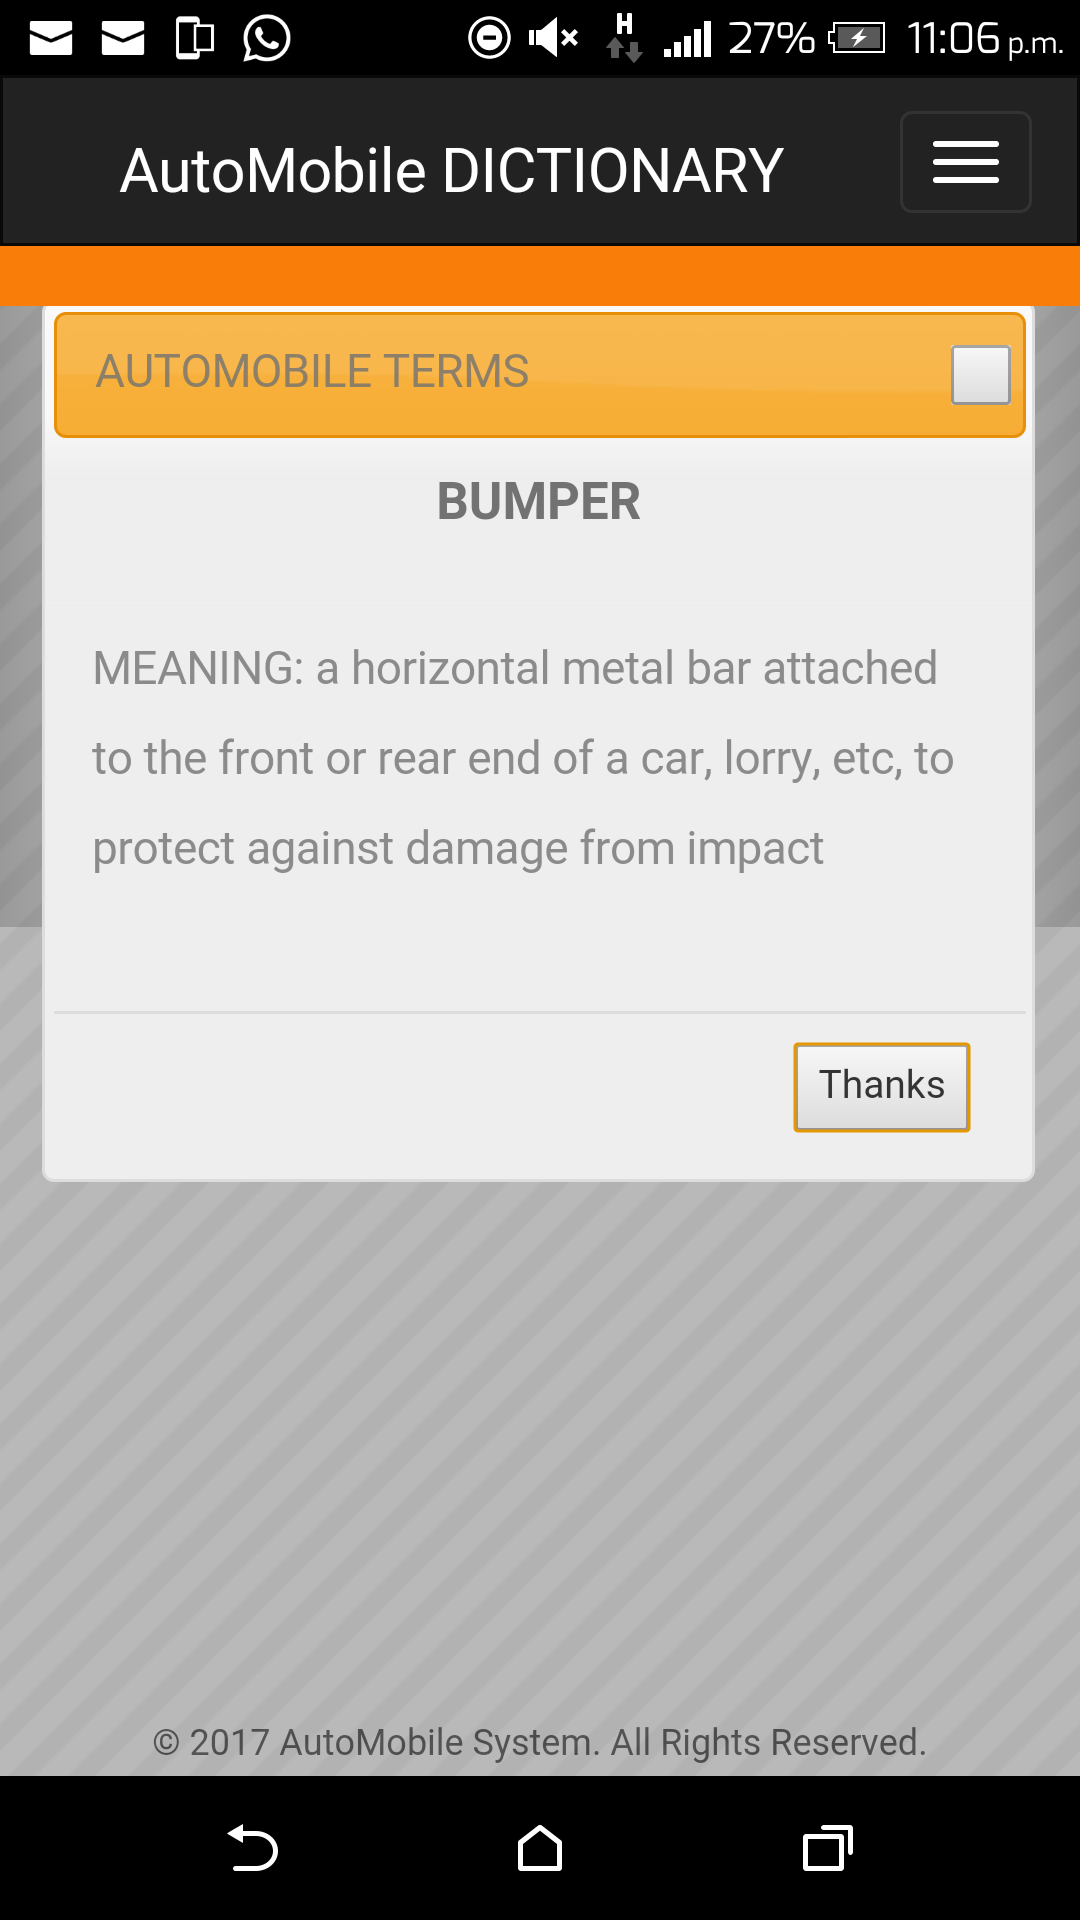 H
27%
11:06 p.m.
AutoMobile DICTIONARY
AUTOMOBILE TERMS
BUMPER
MEANING: a horizontal metal bar attached
to the front or rear end of a car, lorry, etc, to
protect against damage from impact
Thanks
© 2017 AutoMobile System. All Rights Reserved.